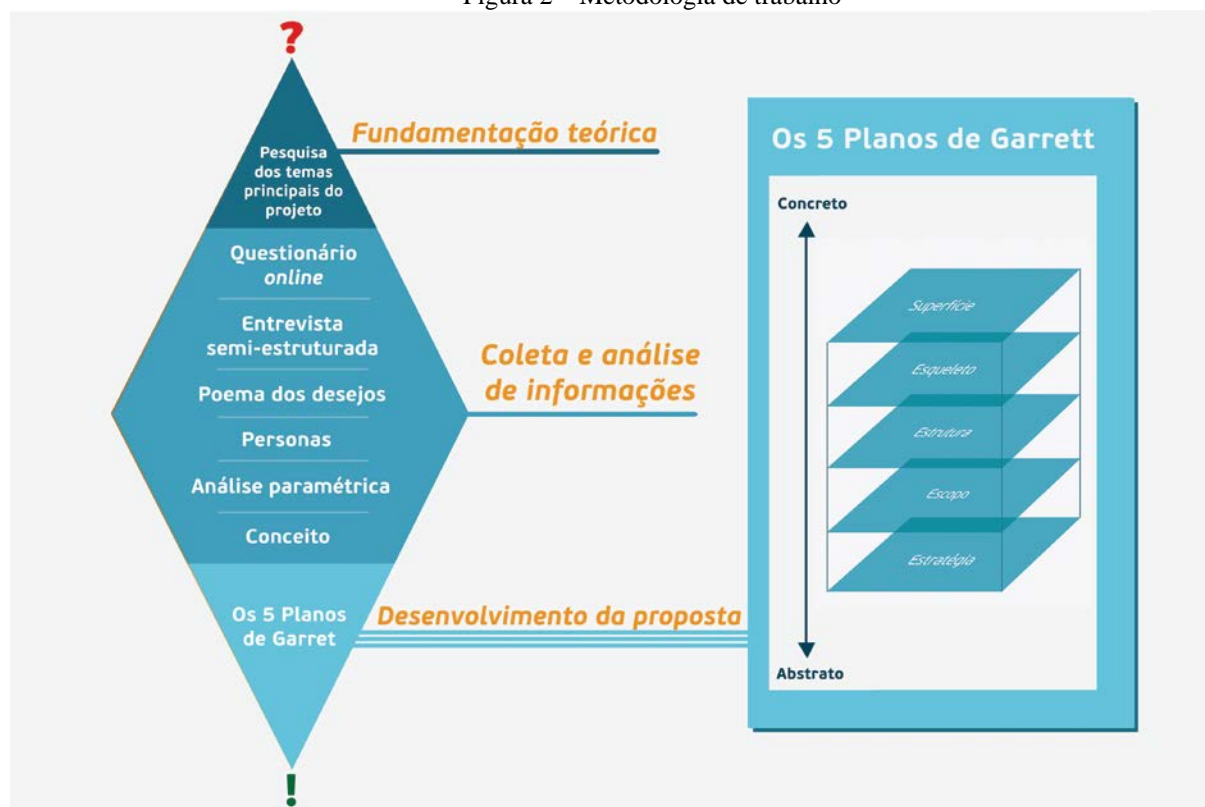 Figura 2 – Metodologia de trabalho
?
Pesquisa
dos temas
principais do
projeto
Fundamentação teórica
Questionário
online
Entrevista
semi-estruturada
Poema dos desejos
Personas
Análise paramétrica
Conceito
Coleta e análise
de informações
Os 5 Planos
de Garret
Desenvolvimento da proposta
!
Os 5 Planos de Garrett
Concreto
Superfície
Esqueleto
Estrutura
Escopo
Estratégia
Abstrato